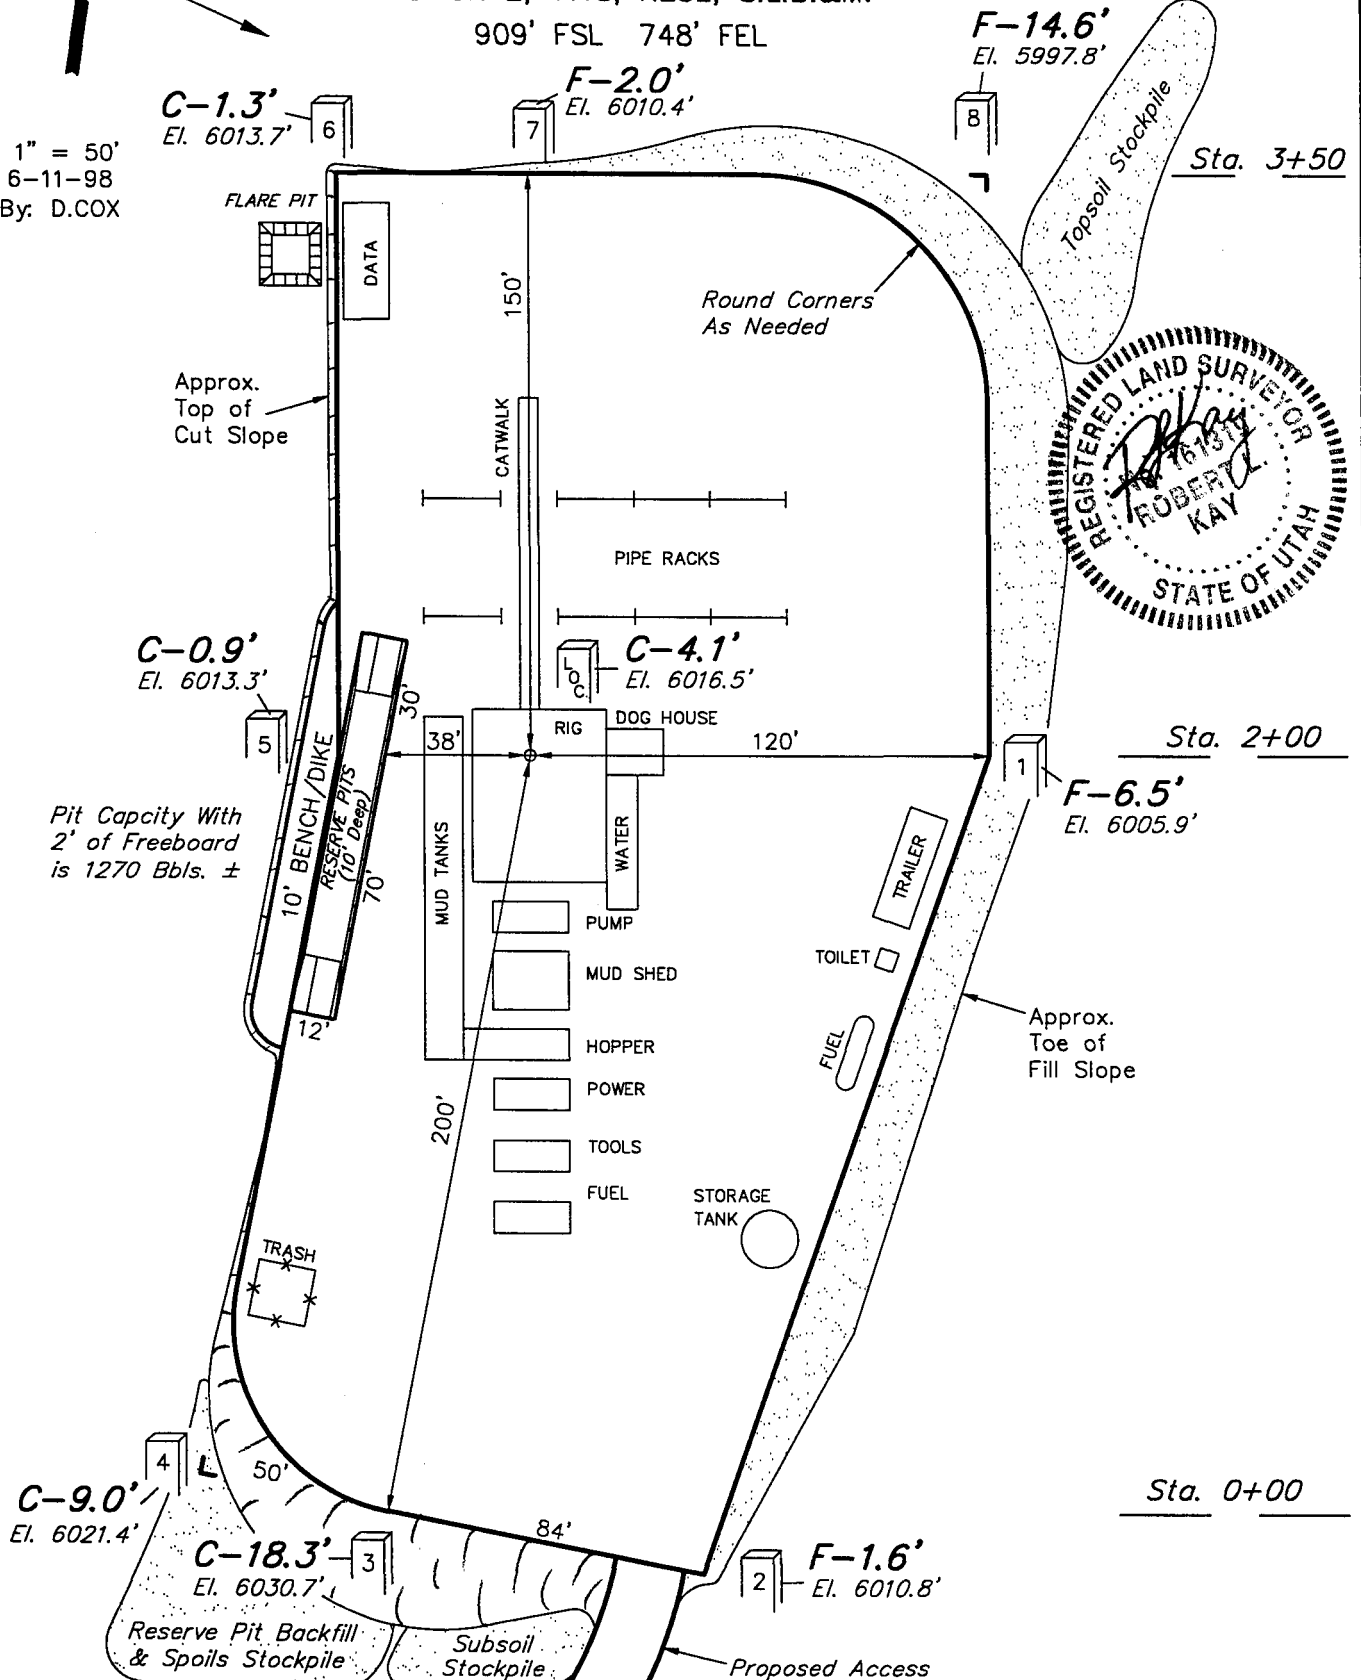 909' FSL 748' FEL
F-14.6'
El. 5997.8'
F-2.0'
El. 6010.4'
C-1.3'
El. 6013.7'
6
7
8
1" = 50'
6-11-98
By: D.COX
Topsoil Stockpile
Sta. 3+50
FLARE PIT
DATA
150'
Round Corners
As Needed
Approx.
Top of
Cut Slope
CATWALK
REGISTERED LAND SURVEYOR
No. 161319
ROBERT L.
KAY
STATE OF UTAH
PIPE RACKS
C-0.9'
El. 6013.3'
LOC.
C-4.1'
El. 6016.5'
5
30'
38'
RIG
DOG HOUSE
120'
Sta. 2+00
1
F-6.5'
El. 6005.9'
Pit Capcity With
2' of Freeboard
is 1270 Bbls. ±
10' BENCH/DIKE
RESERVE PITS
(10' Deep)
70'
MUD TANKS
WATER
TRAILER
PUMP
TOILET
MUD SHED
12'
HOPPER
FUEL
Approx.
Toe of
Fill Slope
POWER
200'
TOOLS
FUEL
STORAGE
TANK
TRASH
4
50'
C-9.0'
El. 6021.4'
Sta. 0+00
84'
C-18.3'
El. 6030.7'
3
2
F-1.6'
El. 6010.8'
Reserve Pit Backfill
& Spoils Stockpile
Subsoil
Stockpile
Proposed Access